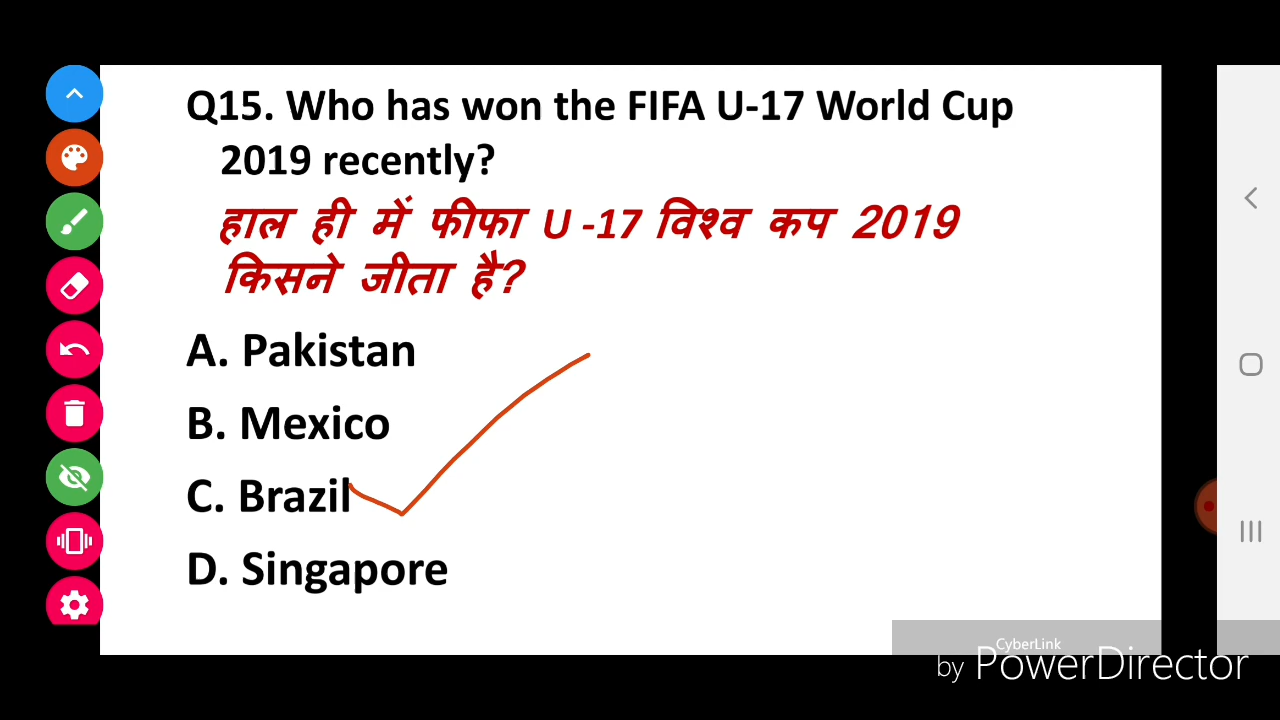 Q15. Who has won the FIFA U-17 World Cup
2019 recently?
हाल ही में फीफा U -17 विश्व कप 2019
किसने जीता है?
A. Pakistan
B. Mexico
C. Brazil
D. Singapore
CyberLink
by PowerDirector